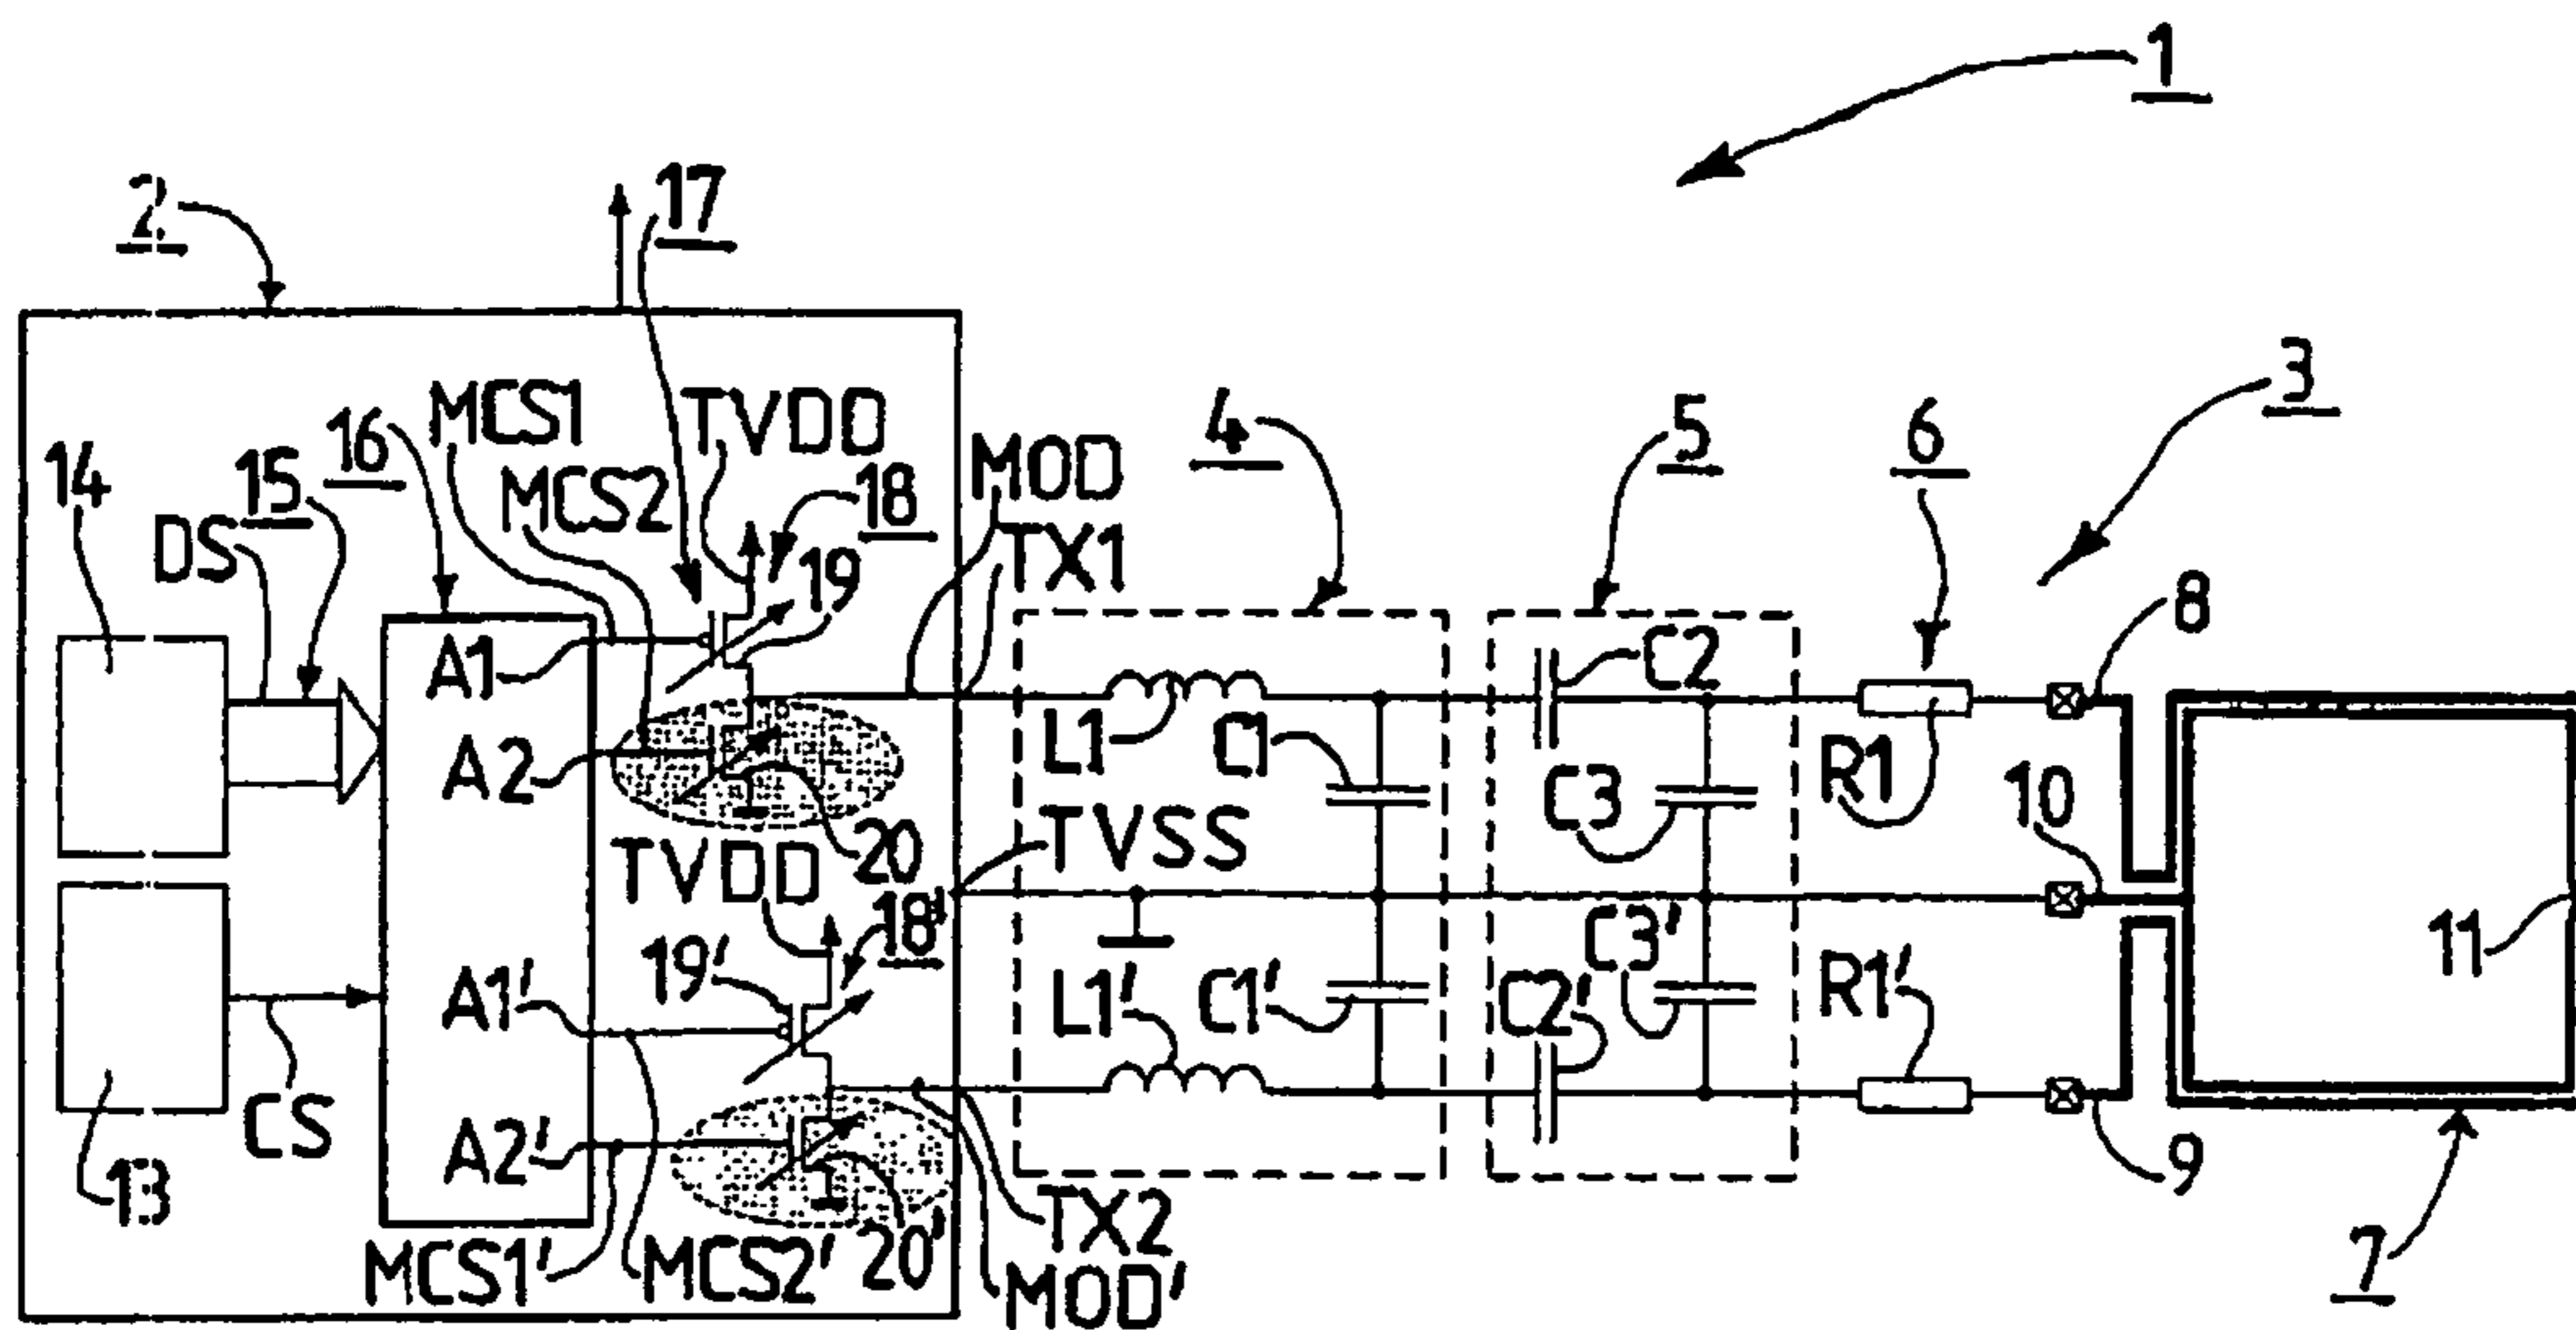 1
2
17
3
MCS1
TVDD
4
5
6
14
15
16
MCS2
18
MOD
DS
19
TX1
8
A1
C2
L1
C1
R1
A2
C3
10
20
TVSS
TVDD
18'
19'
C3'
11
A1'
L1'
C1'
C2'
R1'
CS
A2'
13
9
TX2
MCS1'
MCS2'
20'
MOD'
7